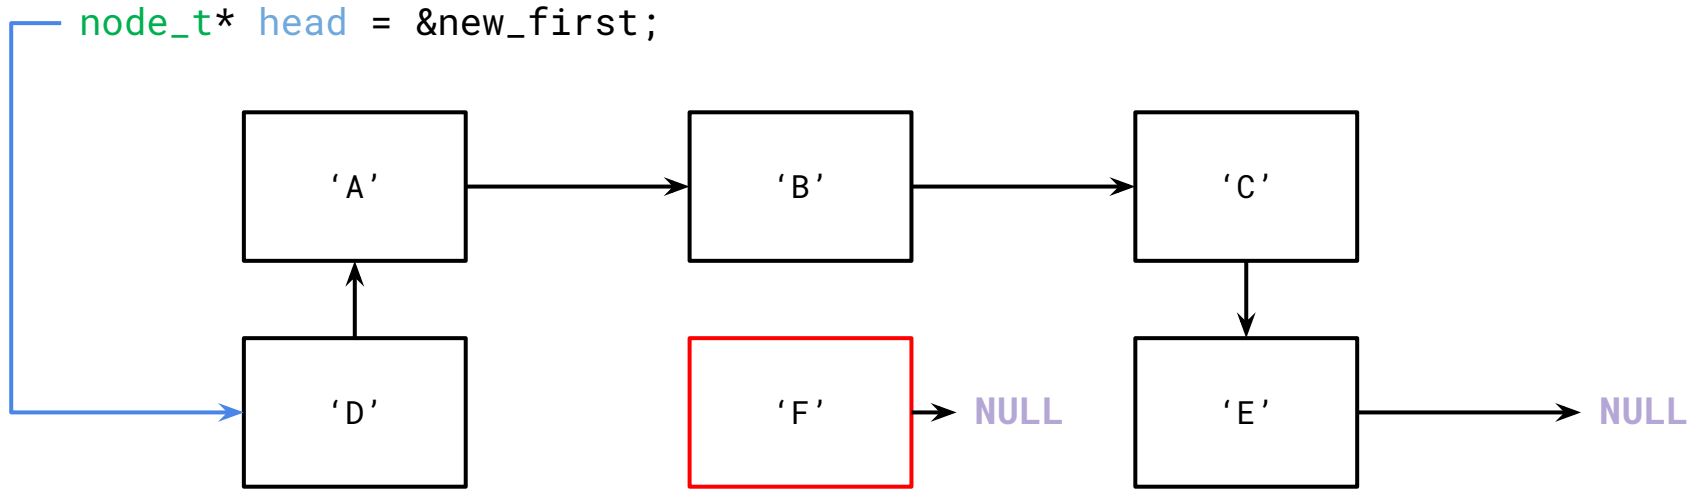 node_t* head = &new_first;
‘A’
‘B’
‘C’
‘D’
‘F’
NULL
‘E’
NULL